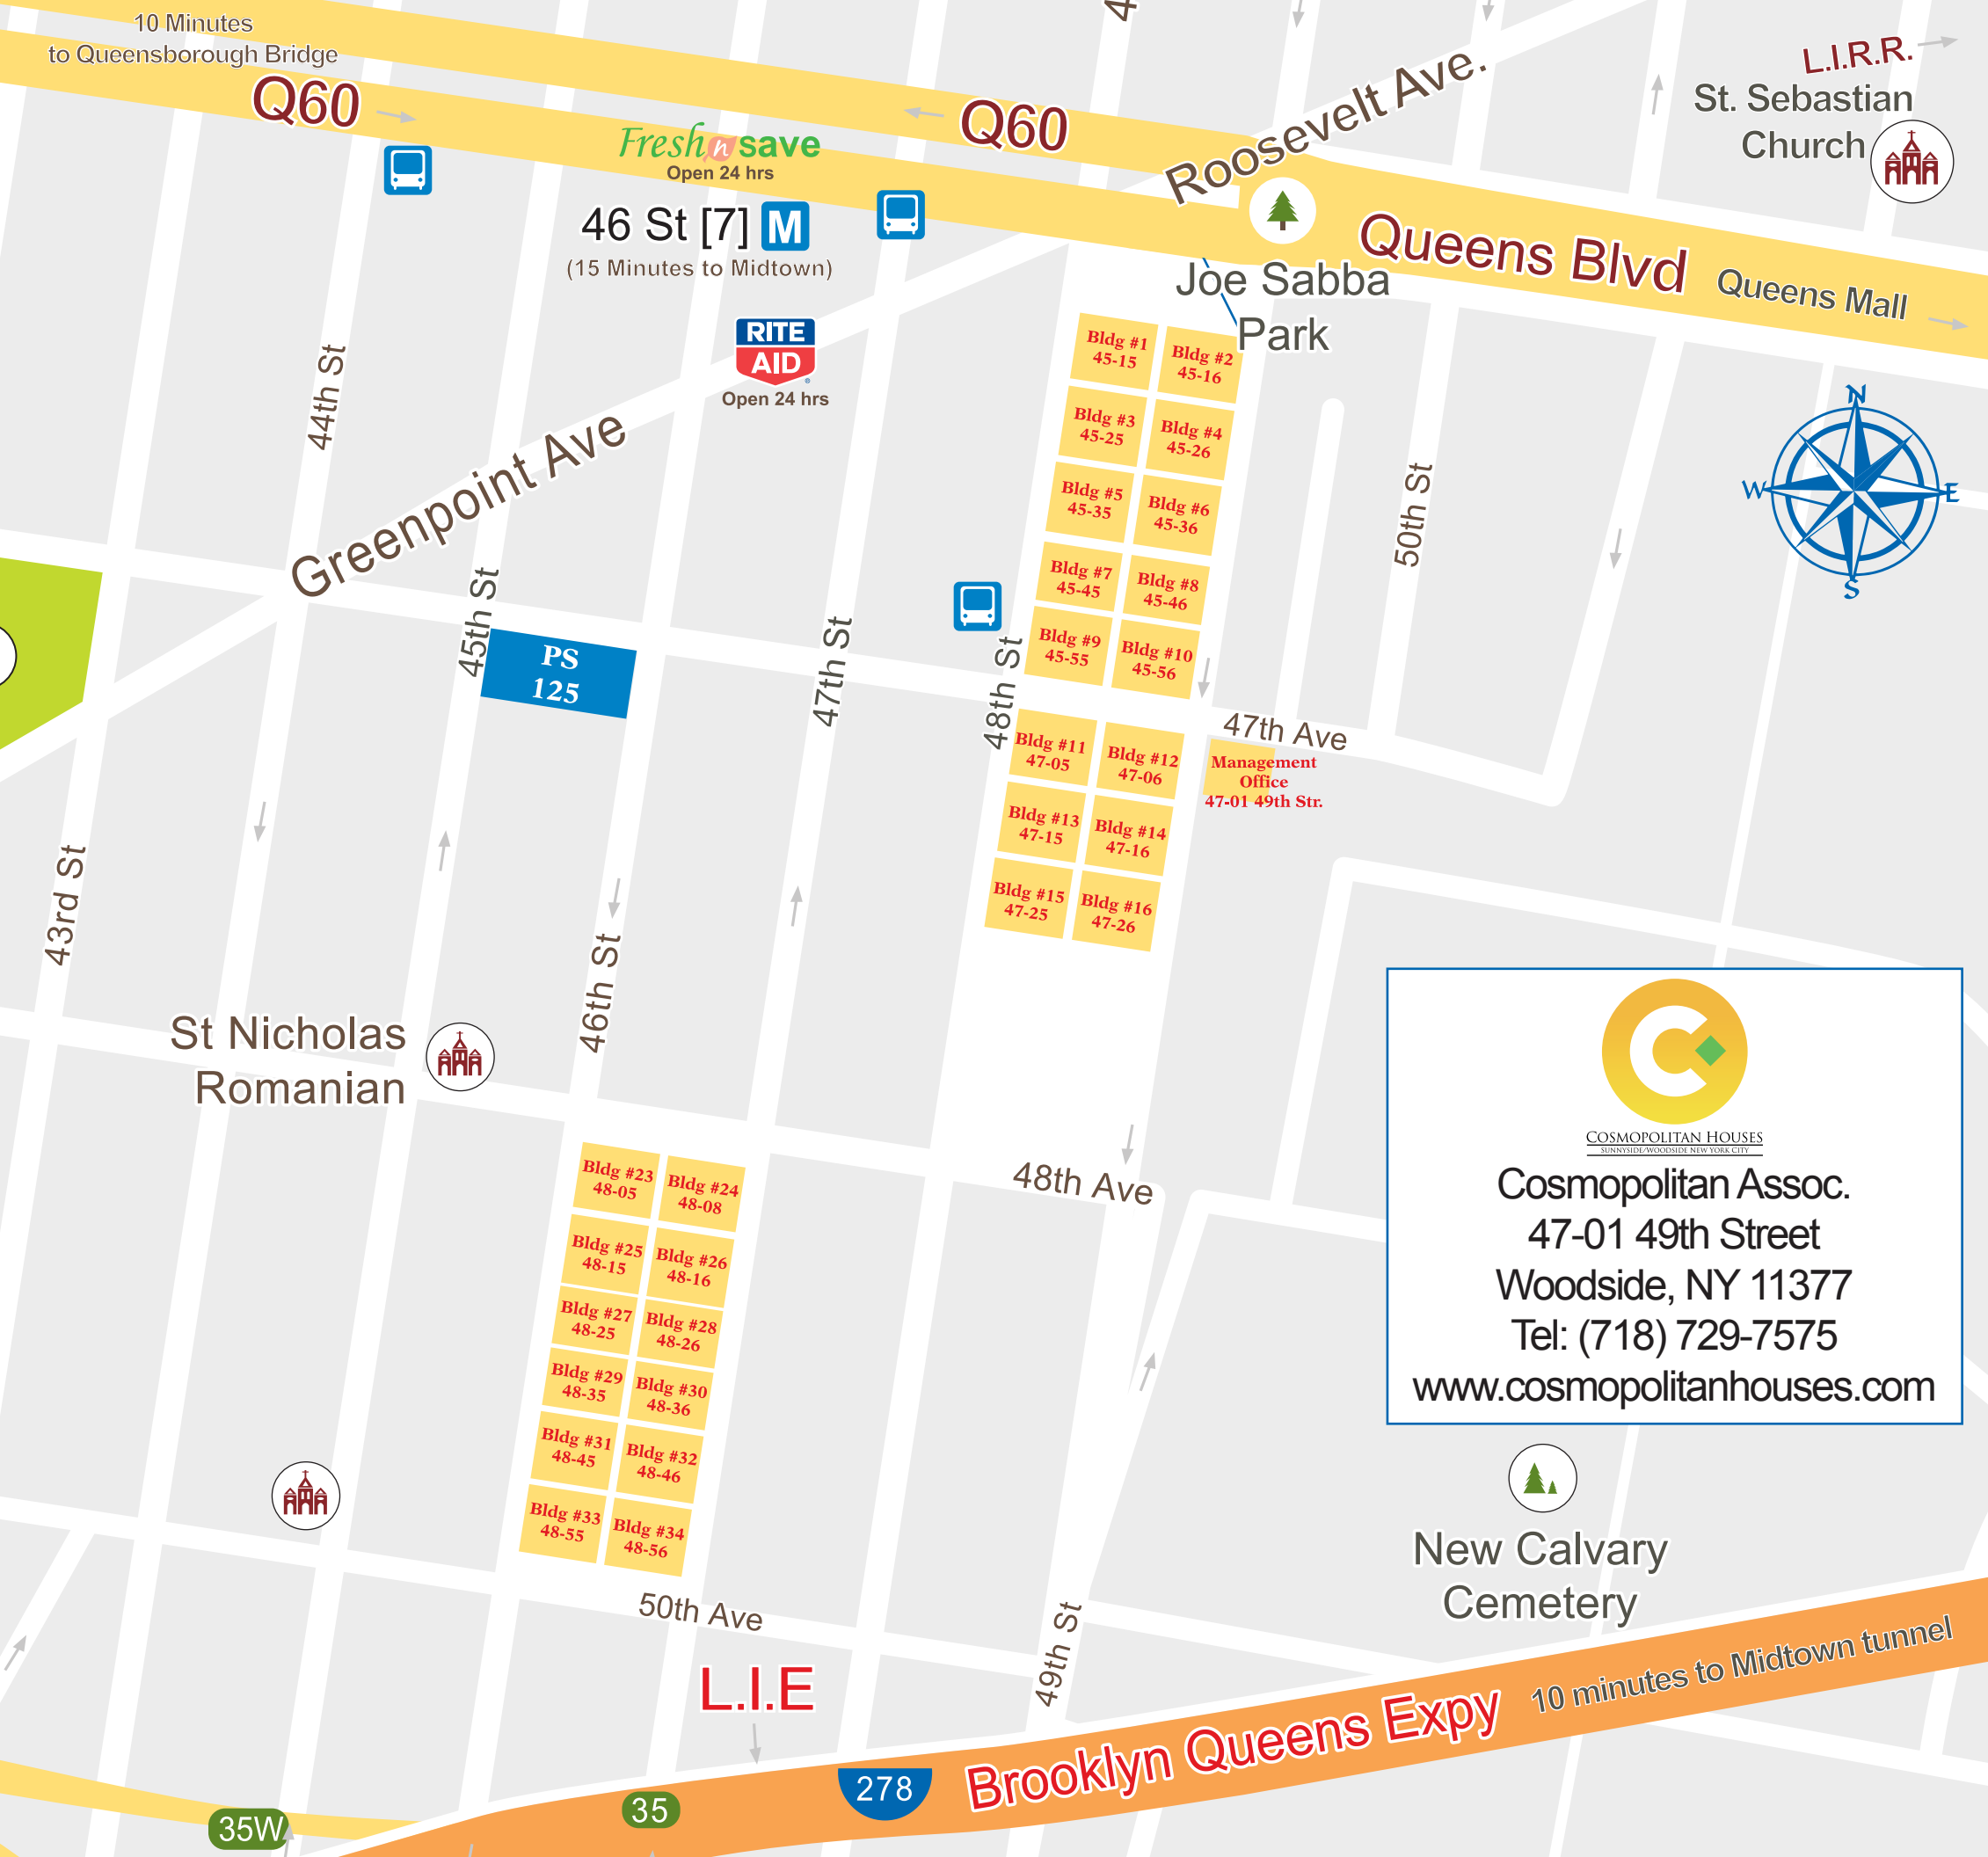 10 Minutes
to Queensborough Bridge
Q60
Fresh n save
Open 24 hrs
46 St [7] M
(15 Minutes to Midtown)
Q60
4
Roosevelt Ave.
L.I.R.R.
St. Sebastian
Church
Queens Blvd
Queens Mall
Joe Sabba
Park
RITE
AID
Open 24 hrs
44th St
Greenpoint Ave
45th St
PS
125
47th St
48th St
50th St
N
W
E
S
Bldg #1
45-15
Bldg #2
45-16
Bldg #3
45-25
Bldg #4
45-26
Bldg #5
45-35
Bldg #6
45-36
Bldg #7
45-45
Bldg #8
45-46
Bldg #9
45-55
Bldg #10
45-56
47th Ave
Bldg #11
47-05
Bldg #12
47-06
Management
Office
47-01 49th Str.
Bldg #13
47-15
Bldg #14
47-16
Bldg #15
47-25
Bldg #16
47-26
43rd St
46th St
St Nicholas
Romanian
48th Ave
Bldg #23
48-05
Bldg #24
48-08
Bldg #25
48-15
Bldg #26
48-16
Bldg #27
48-25
Bldg #28
48-26
Bldg #29
48-35
Bldg #30
48-36
Bldg #31
48-45
Bldg #32
48-46
Bldg #33
48-55
Bldg #34
48-56
COSMOPOLITAN HOUSES
SUNNYSIDE/WOODSIDE NEW YORK CITY
Cosmopolitan Assoc.
47-01 49th Street
Woodside, NY 11377
Tel: (718) 729-7575
www.cosmopolitanhouses.com
New Calvary
Cemetery
50th Ave
49th St
L.I.E
10 minutes to Midtown tunnel
Brooklyn Queens Expy
278
35
35W